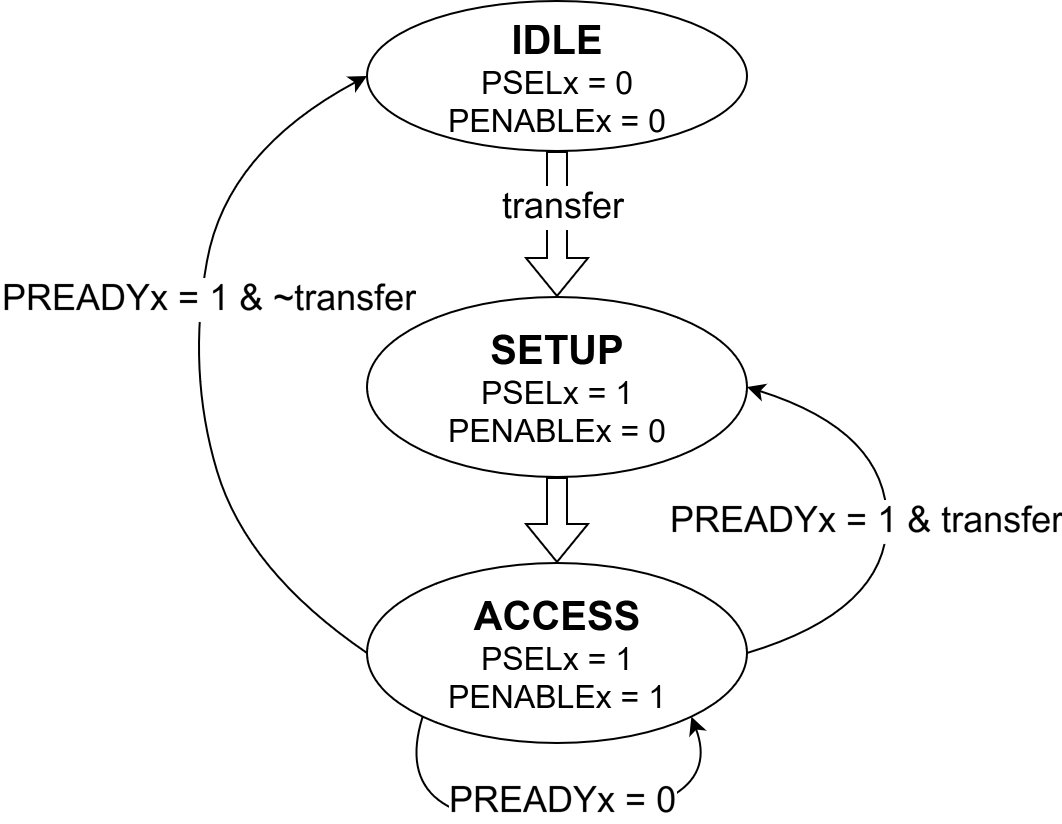 IDLE
PSELx = 0
PENABLEx = 0
transfer
PREADYx = 1 & ~transfer
SETUP
PSELx = 1
PENABLEx = 0
PREADYx = 1 & transfer
ACCESS
PSELx = 1
PENABLEx = 1
PREADYx = 0